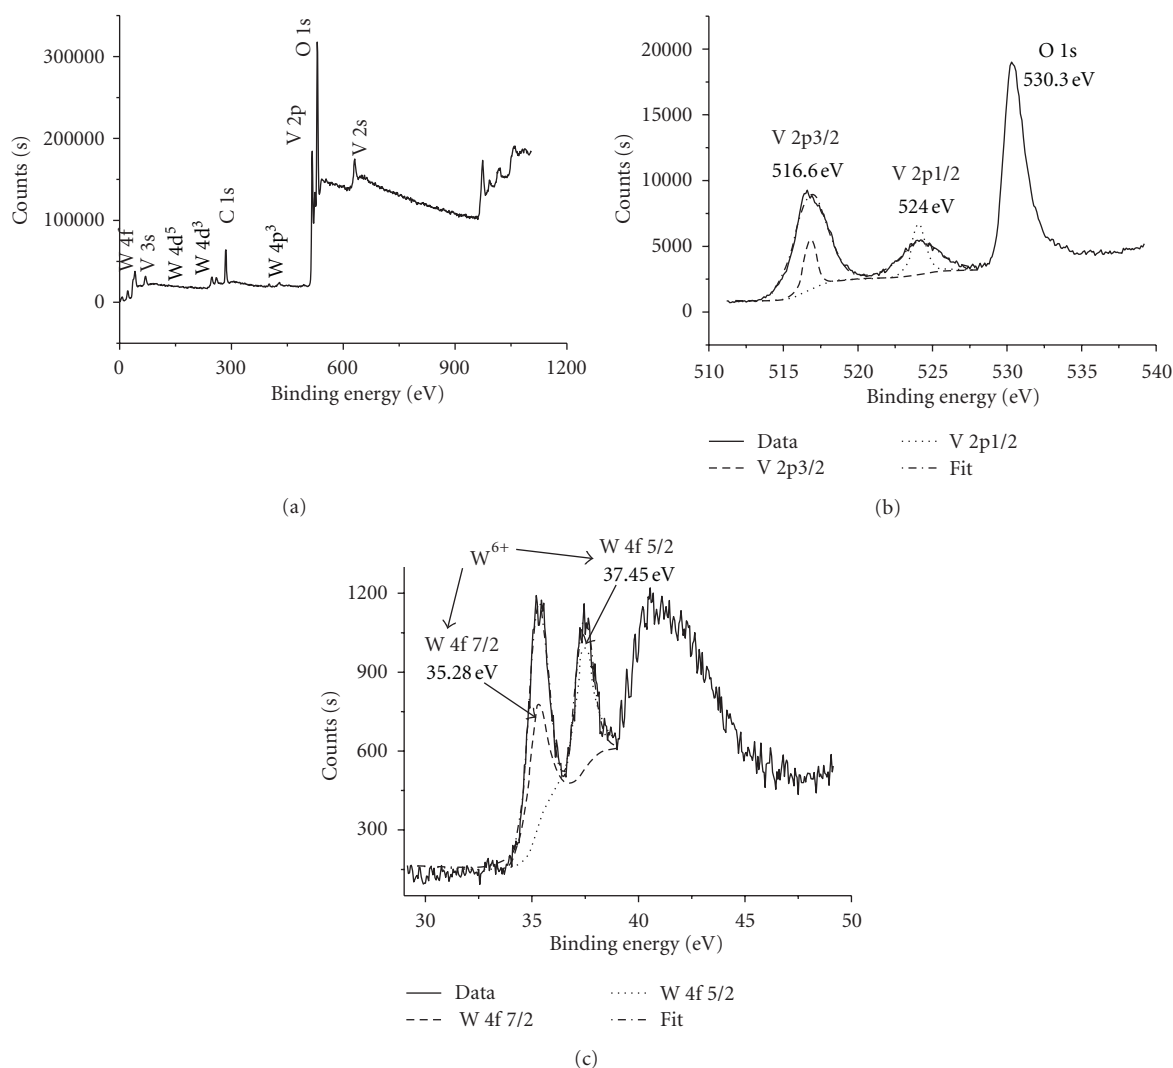 O 1s
300000
V 2p
V 2s
200000
Counts (s)
C 1s
100000
W 4f
V 3s
W 4d⁵
W 4d³
W 4p³
0
0 300 600 900 1200
Binding energy (eV)
(a)
20000
O 1s
530.3 eV
15000
V 2p3/2
516.6 eV
Counts (s)
10000
V 2p1/2
524 eV
5000
0
510 515 520 525 530 535 540
Binding energy (eV)
Data
V 2p1/2
V 2p3/2
Fit
(b)
W⁶⁺
W 4f 5/2
37.45 eV
1200
W 4f 7/2
35.28 eV
900
Counts (s)
600
300
30 35 40 45 50
Binding energy (eV)
Data
W 4f 5/2
W 4f 7/2
Fit
(c)